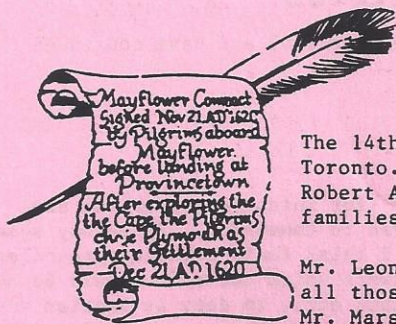 Mayflower Compact
Signed Nov 21 AD 1620
by Pilgrims aboard
Mayflower
before landing at
Provincetown
After exploring the
the Cape the Pilgrims
chose Plymouth as
their Settlement
Dec 21 AD 1620
The 14th
Toronto.
Robert A
families
Mr. Leon
all thos
Mr. Mars